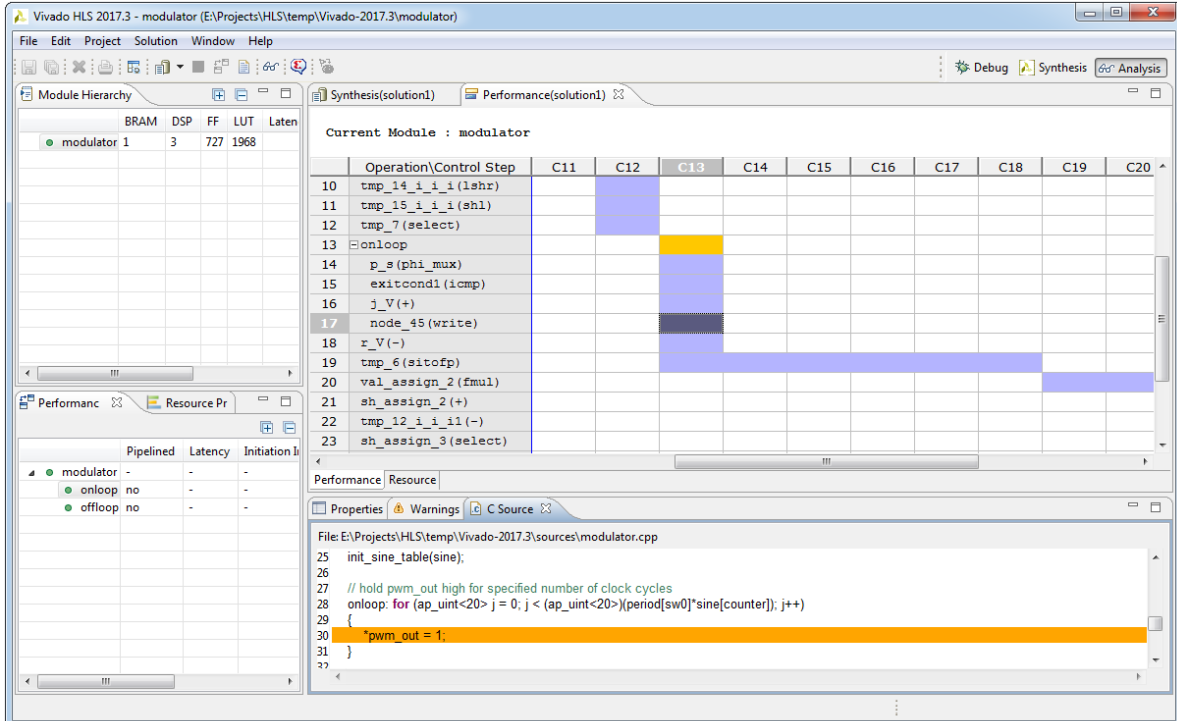 Vivado HLS 2017.3 - modulator (E:\Projects\HLS\temp\Vivado-2017.3\modulator)
File Edit Project Solution Window Help
Debug Synthesis Analysis
Module Hierarchy
BRAM DSP FF LUT Laten
modulator 1 3 727 1968
Synthesis(solution1) Performance(solution1)
Current Module : modulator
Operation\Control Step C11 C12 C13 C14 C15 C16 C17 C18 C19 C20
10 tmp_14_i_i_i(lshr)
11 tmp_15_i_i_i(shl)
12 tmp_7(select)
13 onloop
14 p_s(phi_mux)
15 exitcond1(icmp)
16 j_V(+)
17 node_45(write)
18 r_V(-)
19 tmp_6(sitofp)
20 val_assign_2(fmul)
21 sh_assign_2(+)
22 tmp_12_i_i_i1(-)
23 sh_assign_3(select)
Performance Resource
Performanc Resource Pr
Pipelined Latency Initiation I
modulator - - -
onloop no - -
offloop no - -
Properties Warnings C Source
File: E:\Projects\HLS\temp\Vivado-2017.3\sources\modulator.cpp
25 init_sine_table(sine);
26
27 // hold pwm_out high for specified number of clock cycles
28 onloop: for (ap_uint<20> j = 0; j < (ap_uint<20>)(period[sw0]*sine[counter]); j++)
29 {
30 *pwm_out = 1;
31 }
32